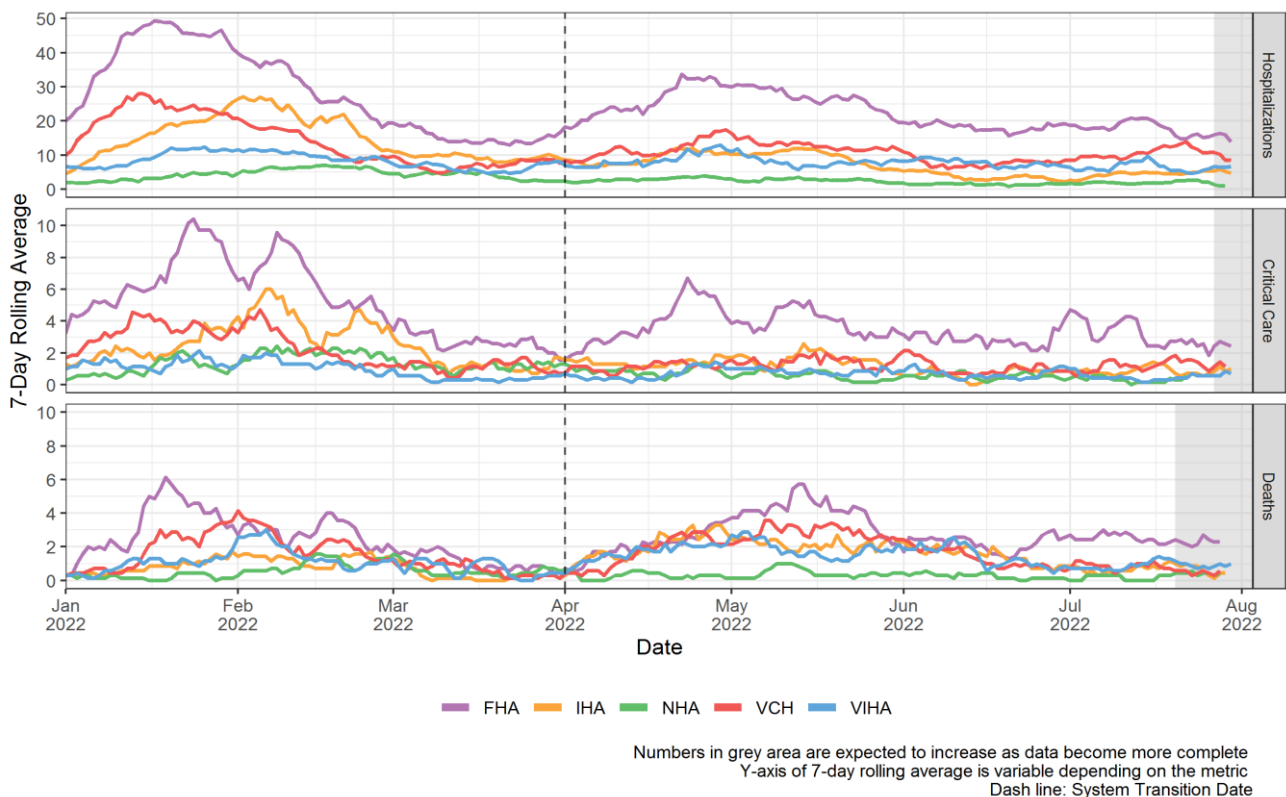 50
40
30
20
10
0
Hospitalizations
10
8
6
4
2
0
Critical Care
7-Day Rolling Average
10
8
6
4
2
0
Deaths
Jan Feb Mar Apr May Jun Jul Aug
2022 2022 2022 2022 2022 2022 2022 2022
Date
FHA IHA NHA VCH VIHA
Numbers in grey area are expected to increase as data become more complete
Y-axis of 7-day rolling average is variable depending on the metric
Dash line: System Transition Date